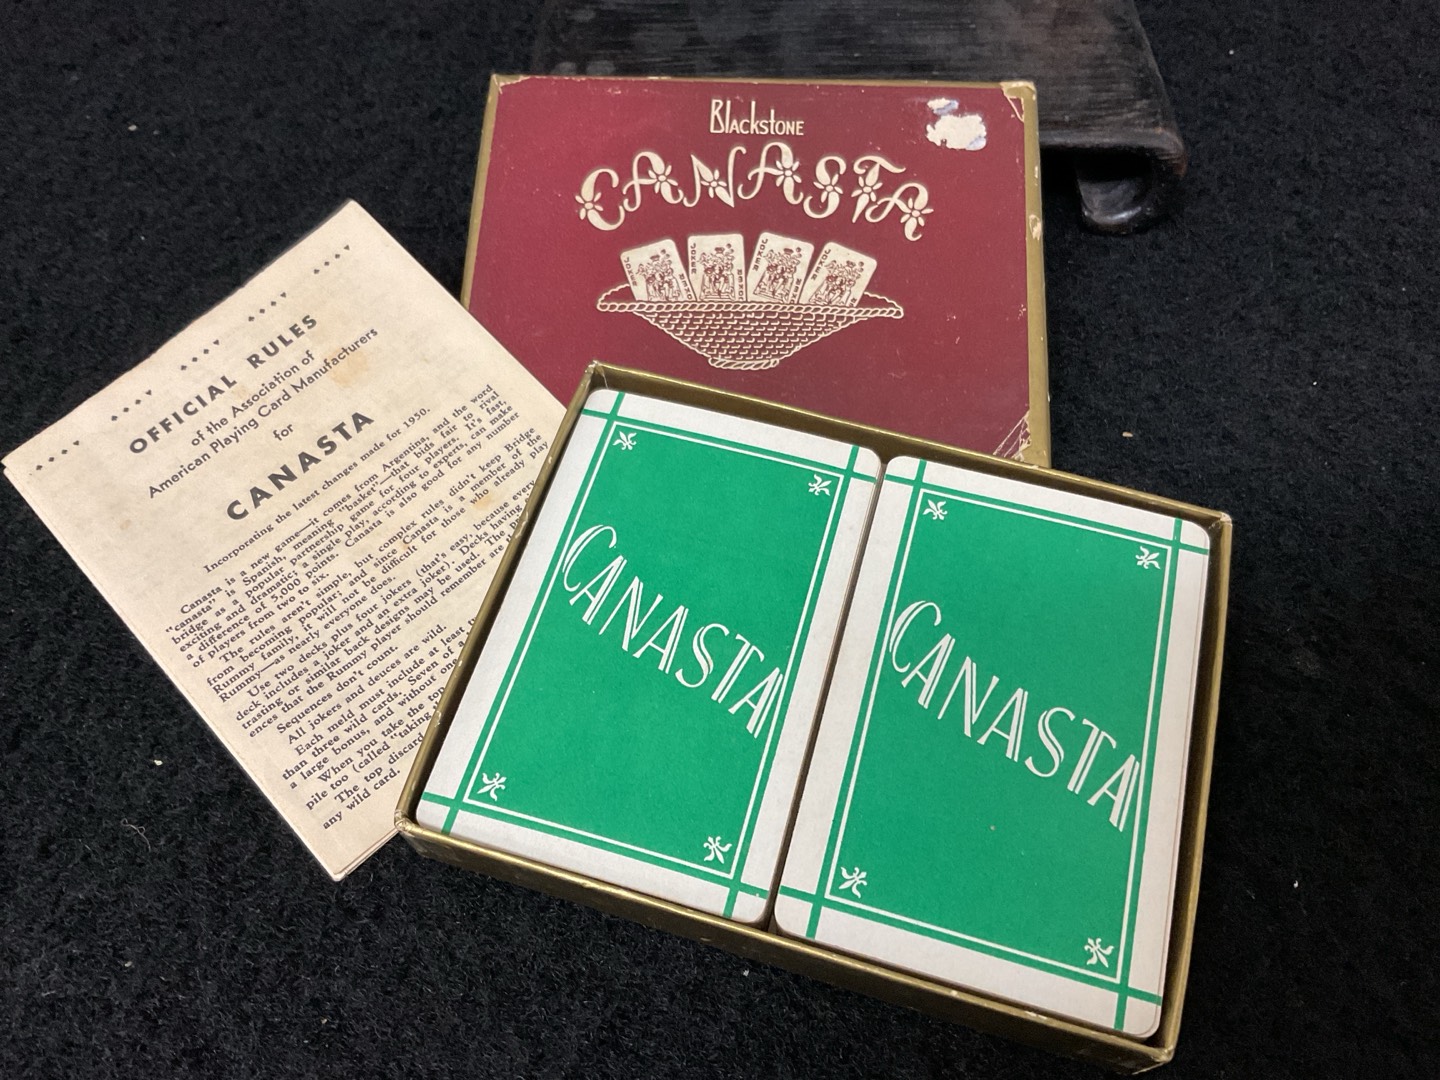 Blackstone
CANASTA
JOKER JOKER JOKER JOKER
OFFICIAL RULES
of the Association of
American Playing Card Manufacturers
for
CANASTA
Incorporating the latest changes made for 1950.
Canasta is a new game—it comes from Argentina, and the word
"canasta" is Spanish, meaning "basket"—that bids fair to rival
bridge as a popular partnership game for four players. It's fast,
exciting and dramatic; a single play, according to experts, can make
a difference of 5,000 points. Canasta is also good for any number
of players from two to six.
The rules aren't simple, but complex rules didn't keep Bridge
from becoming popular; and since Canasta is a member of the
Rummy family, it will not be difficult for those who already play
Rummy—as nearly everyone does.
Use two decks plus four jokers (that's easy, because every
deck includes a joker and an extra joker). Decks having
trasting or similar back designs may be used. The
ences that the Rummy player should remember are
Sequences don't count.
All jokers and deuces are wild.
Each meld must include at least
than three wild cards. Seven of a
a large bonus, and without
When you take the top
pile too (called "taking
The top discard
any wild card.
CANASTA
CANASTA